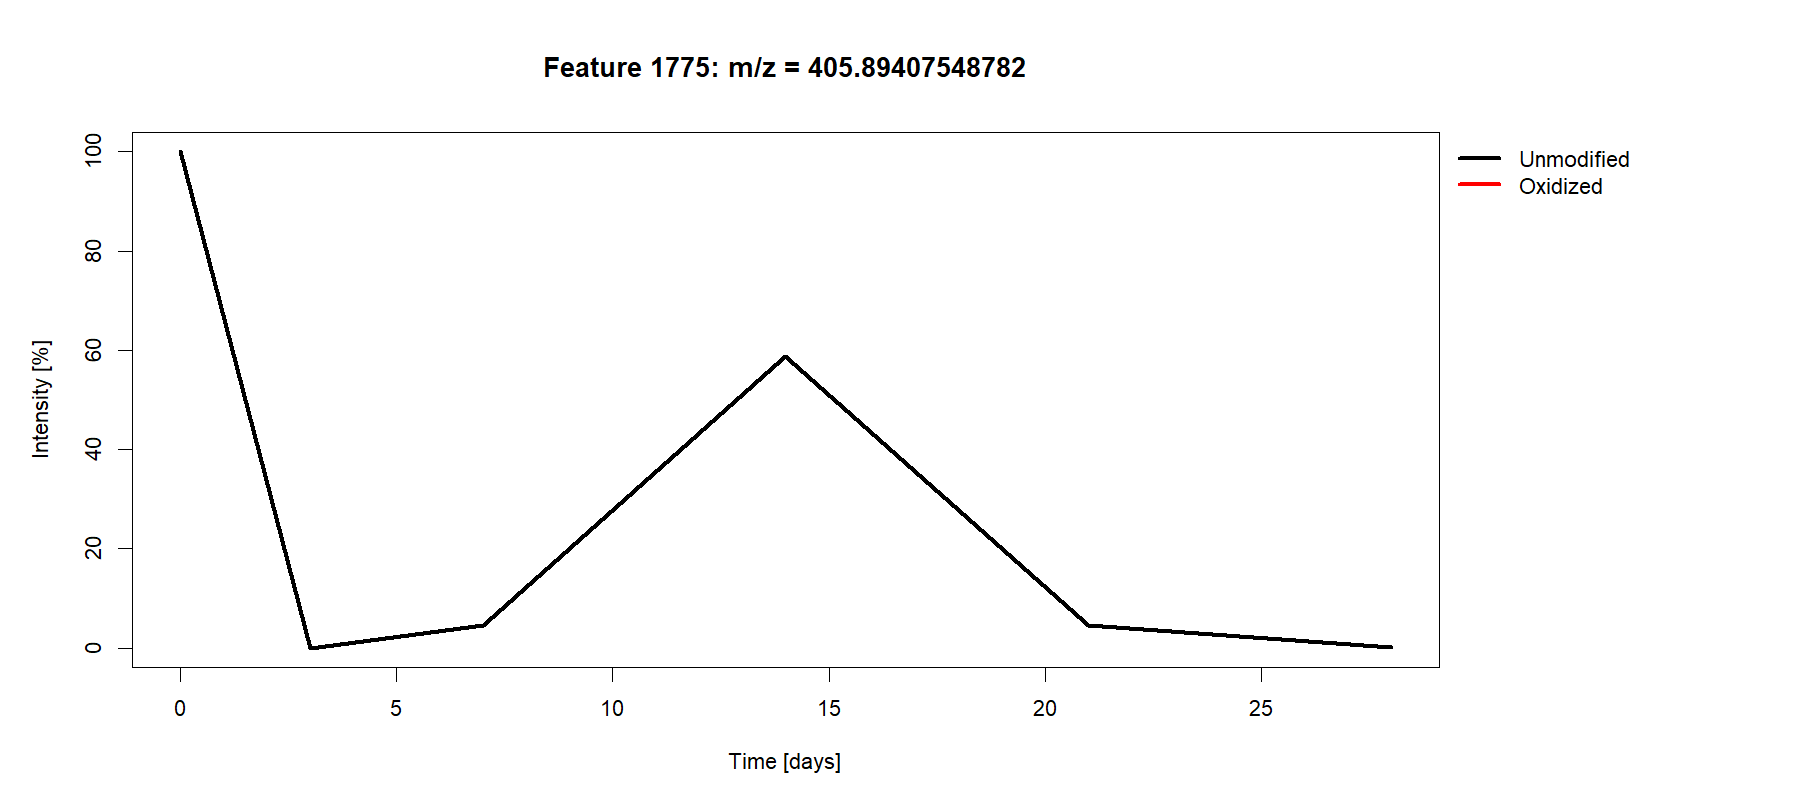 Feature 1775: m/z = 405.89407548782
Unmodified
Oxidized
Intensity [%]
100
80
60
40
20
0
0 5 10 15 20 25
Time [days]